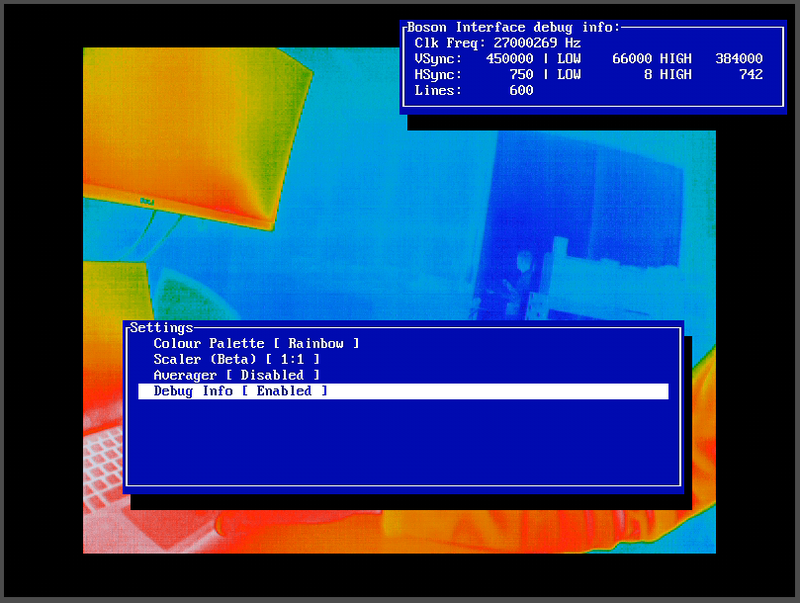 Boson Interface debug info:
Clk Freq: 27000269 Hz
VSync: 450000 | LOW 66000 HIGH 384000
HSync: 750 | LOW 8 HIGH 742
Lines: 600
Settings
Colour Palette [ Rainbow ]
Scaler (Beta) [ 1:1 ]
Averager [ Disabled ]
Debug Info [ Enabled ]